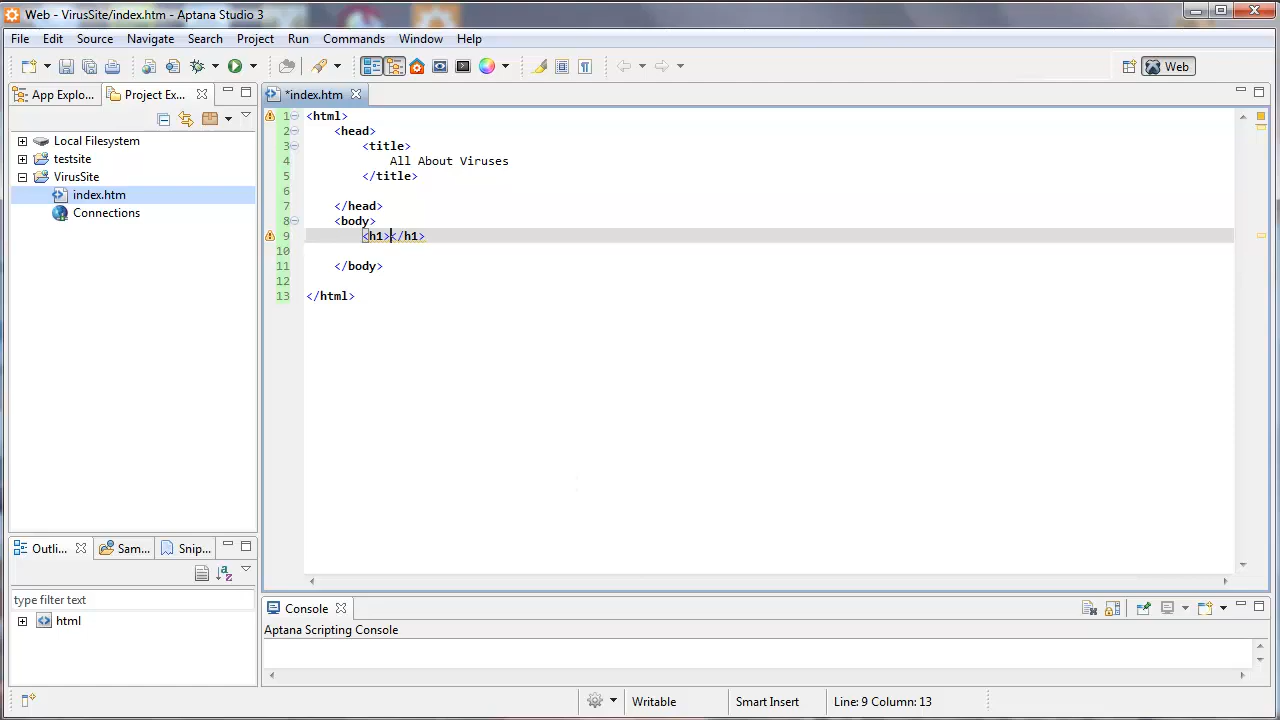 Web - VirusSite/index.htm - Aptana Studio 3
File Edit Source Navigate Search Project Run Commands Window Help
Web
App Explo...
Project Ex...
Local Filesystem
testsite
VirusSite
index.htm
Connections
*index.htm
1 <html>
2 <head>
3 <title>
4 All About Viruses
5 </title>
6
7 </head>
8 <body>
9 <h1></h1>
10
11 </body>
12
13 </html>
Outli...
Sam...
Snip...
type filter text
html
Console
Aptana Scripting Console
Writable
Smart Insert
Line: 9 Column: 13